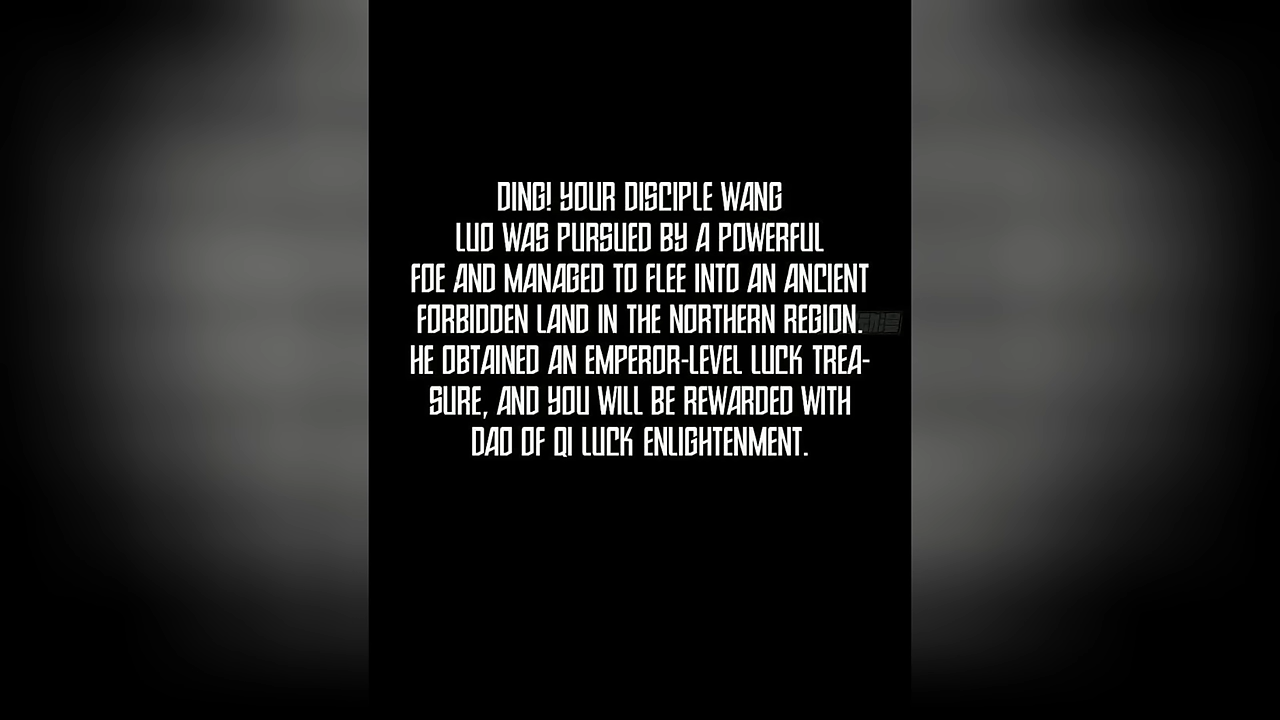 DING! YOUR DISCIPLE WANG
LUO WAS PURSUED BY A POWERFUL
FOE AND MANAGED TO FLEE INTO AN ANCIENT
FORBIDDEN LAND IN THE NORTHERN REGION.
HE OBTAINED AN EMPEROR-LEVEL LUCK TREA-
SURE, AND YOU WILL BE REWARDED WITH
DAO OF QI LUCK ENLIGHTENMENT.